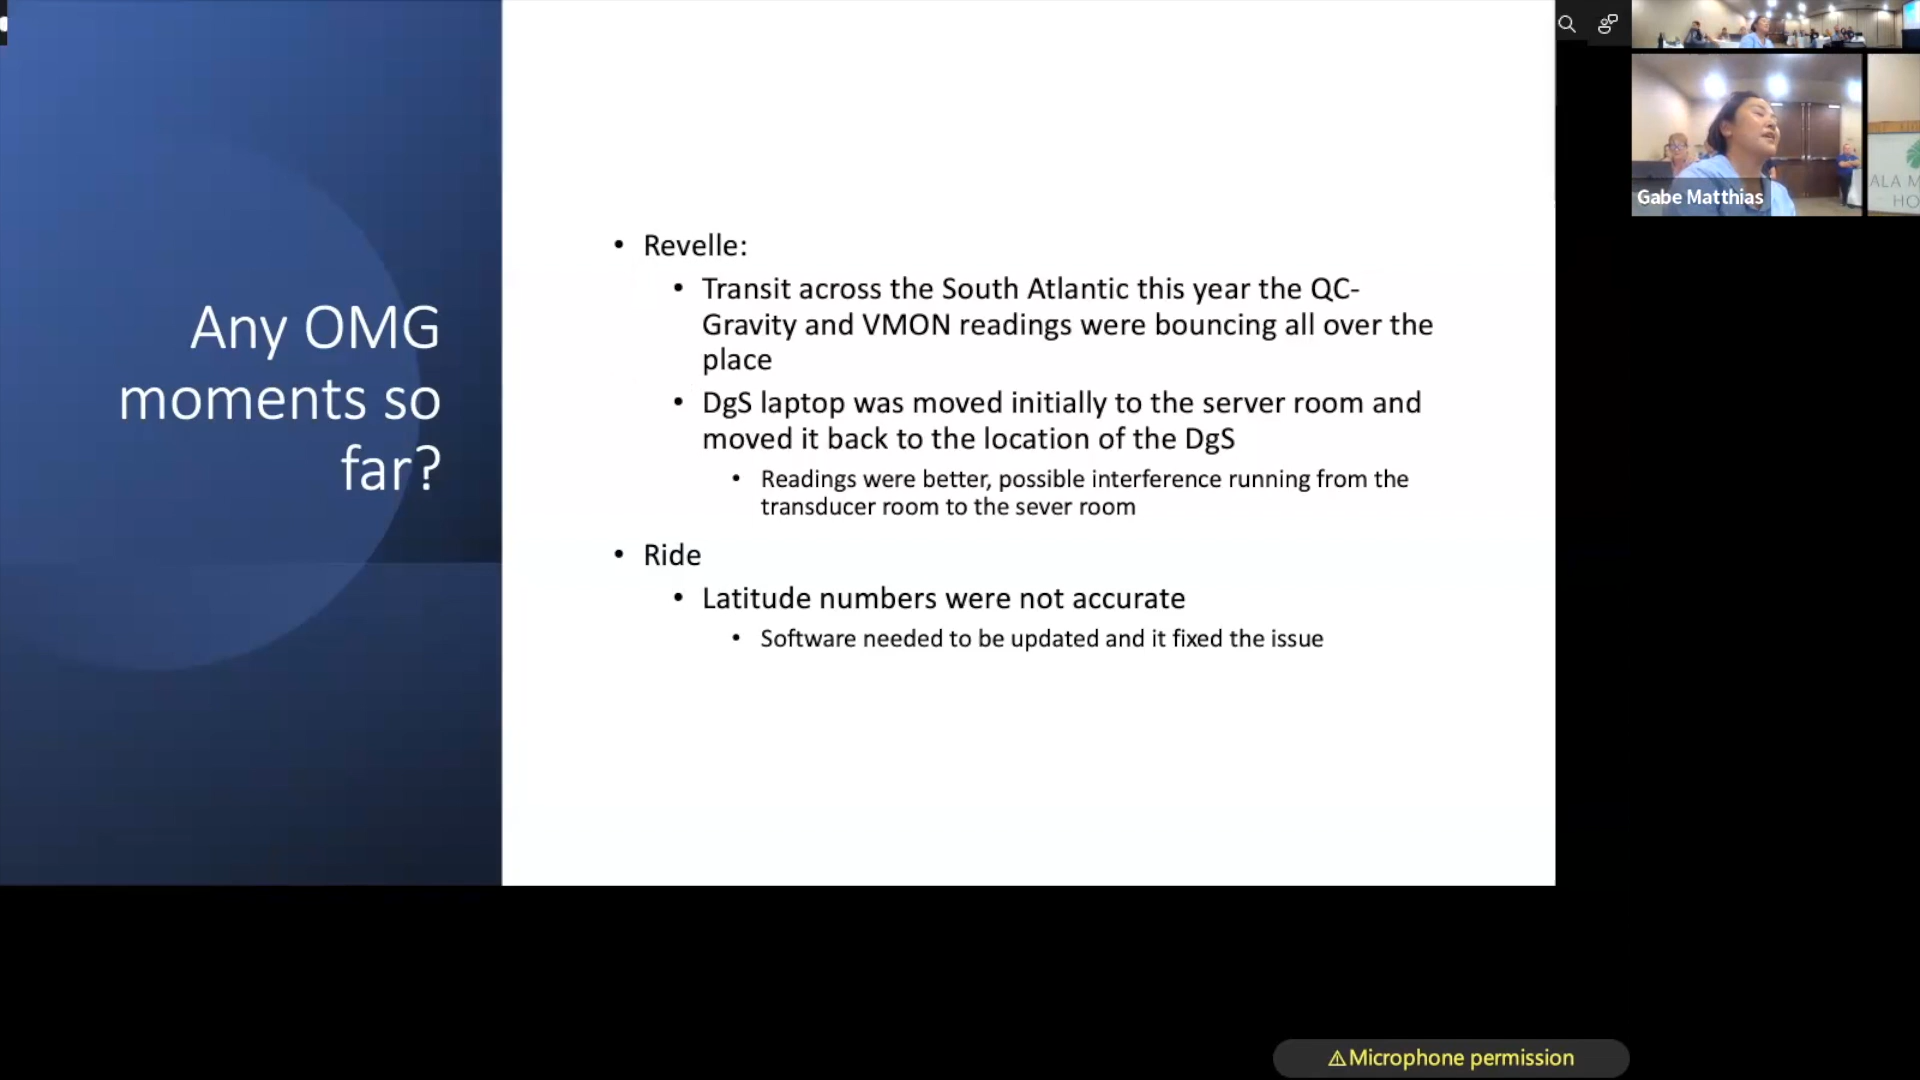 Any OMG
moments so
far?
• Revelle:
• Transit across the South Atlantic this year the QC-
Gravity and VMON readings were bouncing all over the
place
• DgS laptop was moved initially to the server room and
moved it back to the location of the DgS
• Readings were better, possible interference running from the
transducer room to the sever room
• Ride
• Latitude numbers were not accurate
• Software needed to be updated and it fixed the issue
Gabe Matthias
ALA M
HO
Microphone permission